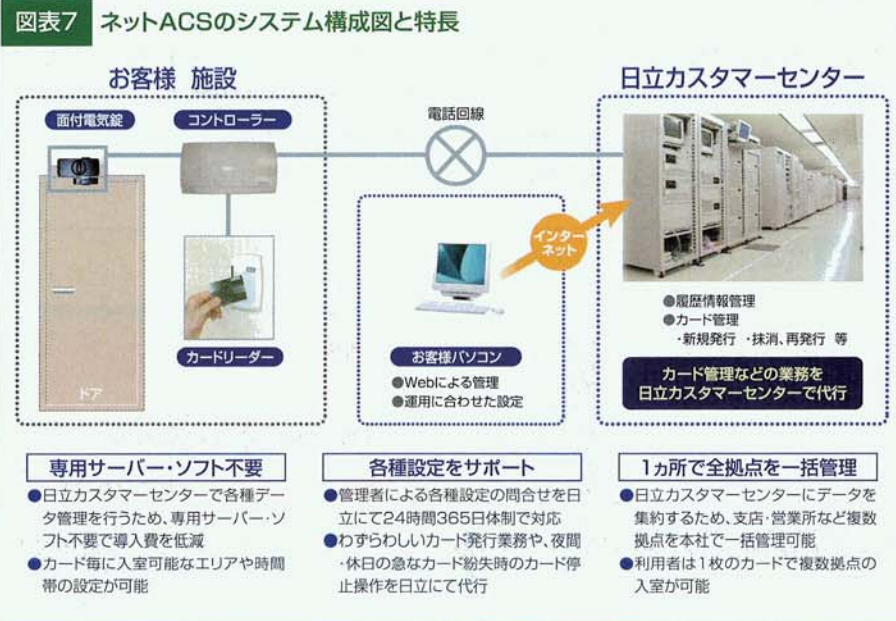 図表7 ネットACSのシステム構成図と特長
お客様 施設
面付電気錠
コントローラー
カードリーダー
ドア
電話回線
インター
ネット
お客様パソコン
●Webによる管理
●運用に合わせた設定
日立カスタマーセンター
●履歴情報管理
●カード管理
・新規発行 ・抹消、再発行 等
カード管理などの業務を
日立カスタマーセンターで代行
専用サーバー・ソフト不要
●日立カスタマーセンターで各種デー
タ管理を行うため、専用サーバー・ソ
フト不要で導入費を低減
●カード毎に入室可能なエリアや時間
帯の設定が可能
各種設定をサポート
●管理者による各種設定の問合せを日
立にて24時間365日体制で対応
●わずらわしいカード発行業務や、夜間
・休日の急なカード紛失時のカード停
止操作を日立にて代行
1ヵ所で全拠点を一括管理
●日立カスタマーセンターにデータを
集約するため、支店・営業所など複数
拠点を本社で一括管理可能
●利用者は1枚のカードで複数拠点の
入室が可能